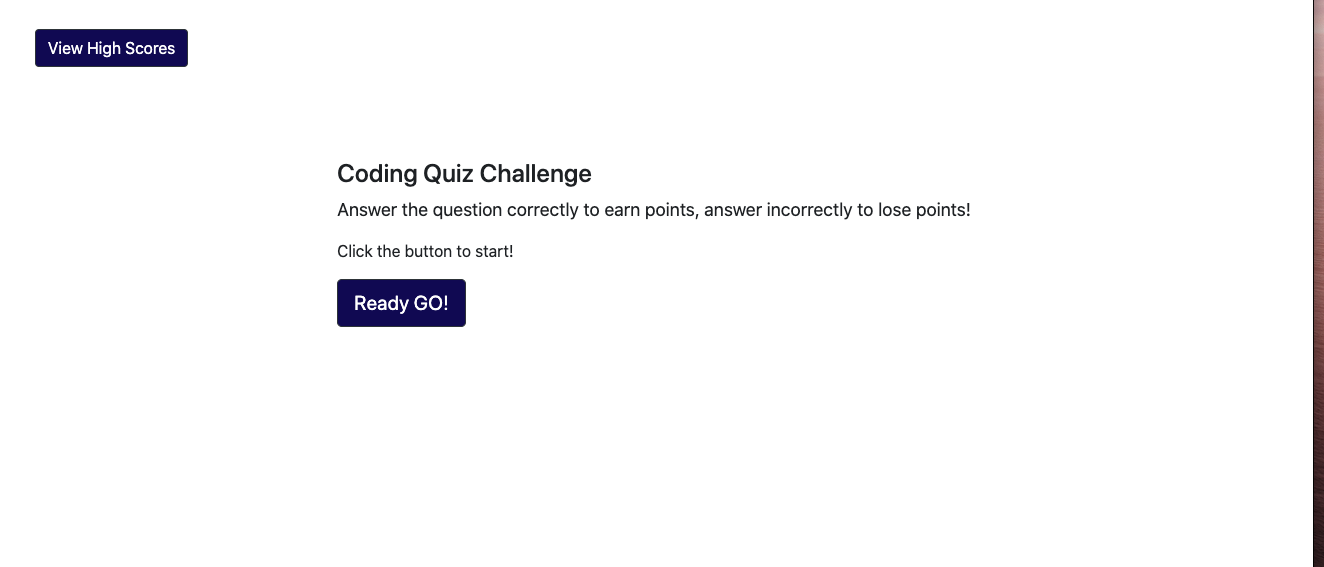 View High Scores
Coding Quiz Challenge
Answer the question correctly to earn points, answer incorrectly to lose points!
Click the button to start!
Ready GO!